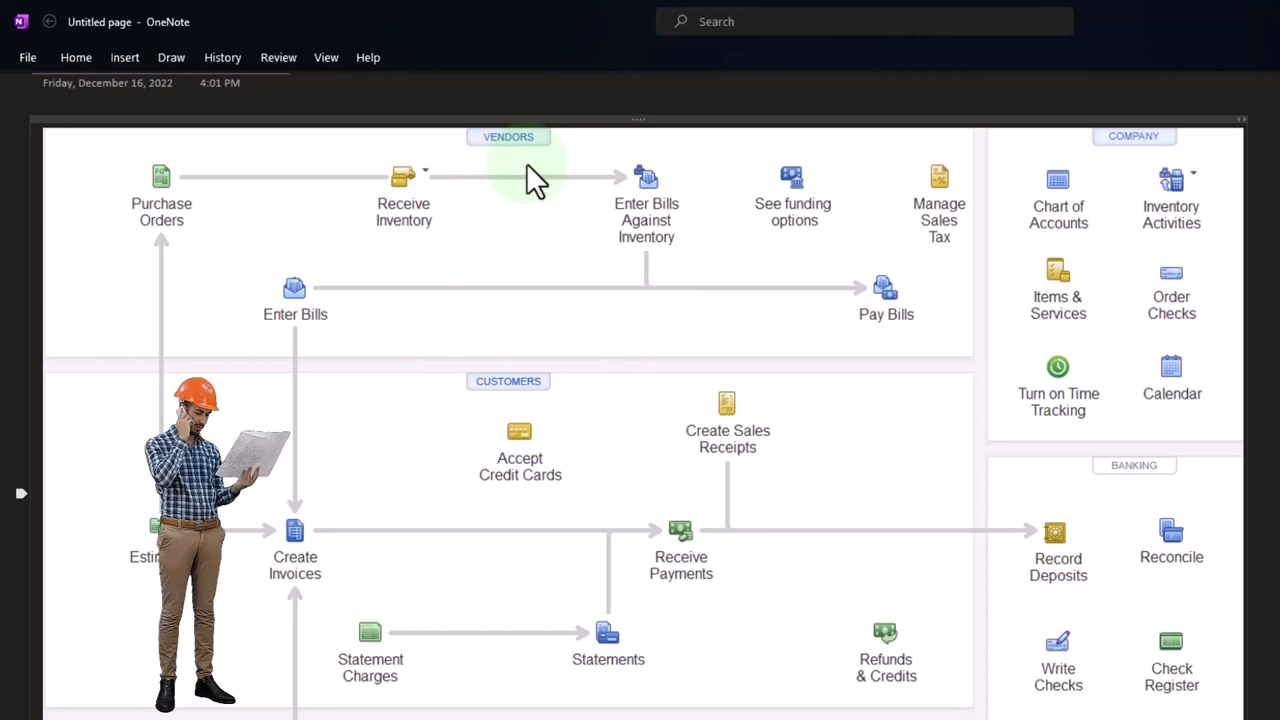 Untitled page - OneNote
Search
File Home Insert Draw History Review View Help
Friday, December 16, 2022 4:01 PM
VENDORS
Purchase
Orders
Receive
Inventory
Enter Bills
Against
Inventory
See funding
options
Manage
Sales
Tax
Enter Bills
Pay Bills
COMPANY
Chart of
Accounts
Inventory
Activities
Items &
Services
Order
Checks
Turn on Time
Tracking
Calendar
CUSTOMERS
Accept
Credit Cards
Create Sales
Receipts
Create
Invoices
Receive
Payments
Statement
Charges
Statements
Refunds
& Credits
BANKING
Record
Deposits
Reconcile
Write
Checks
Check
Register